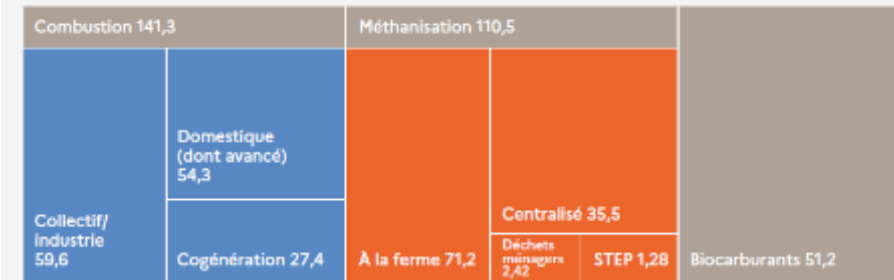 Combustion 141,3
Méthanisation 110,5
Domestique
(dont avancé)
54,3
Collectif/
industrie
59,6
Cogénération 27,4
À la ferme 71,2
Centralisé 35,5
Déchets
ménagers
2,42
STEP 1,28
Biocarburants 51,2